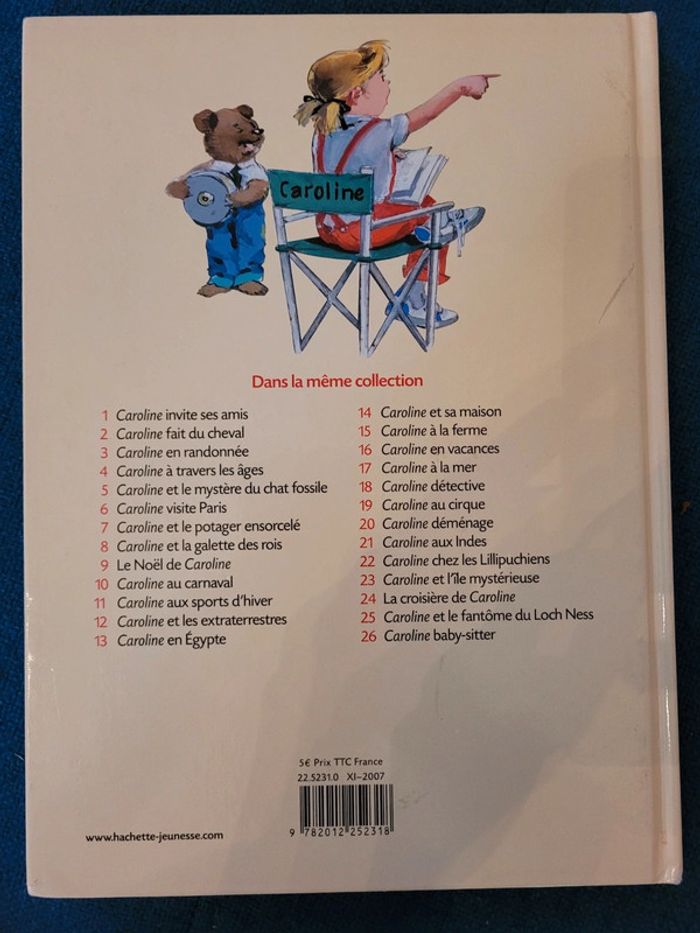 Caroline
Dans la même collection
1 Caroline invite ses amis
2 Caroline fait du cheval
3 Caroline en randonnée
4 Caroline à travers les âges
5 Caroline et le mystère du chat fossile
6 Caroline visite Paris
7 Caroline et le potager ensorcelé
8 Caroline et la galette des rois
9 Le Noël de Caroline
10 Caroline au carnaval
11 Caroline aux sports d'hiver
12 Caroline et les extraterrestres
13 Caroline en Égypte
14 Caroline et sa maison
15 Caroline à la ferme
16 Caroline en vacances
17 Caroline à la mer
18 Caroline détective
19 Caroline au cirque
20 Caroline déménage
21 Caroline aux Indes
22 Caroline chez les Lillipuchiens
23 Caroline et l'île mystérieuse
24 La croisière de Caroline
25 Caroline et le fantôme du Loch Ness
26 Caroline baby-sitter
5€ Prix TTC France
22.5231.0 XI-2007
9 782012 252318
www.hachette-jeunesse.com